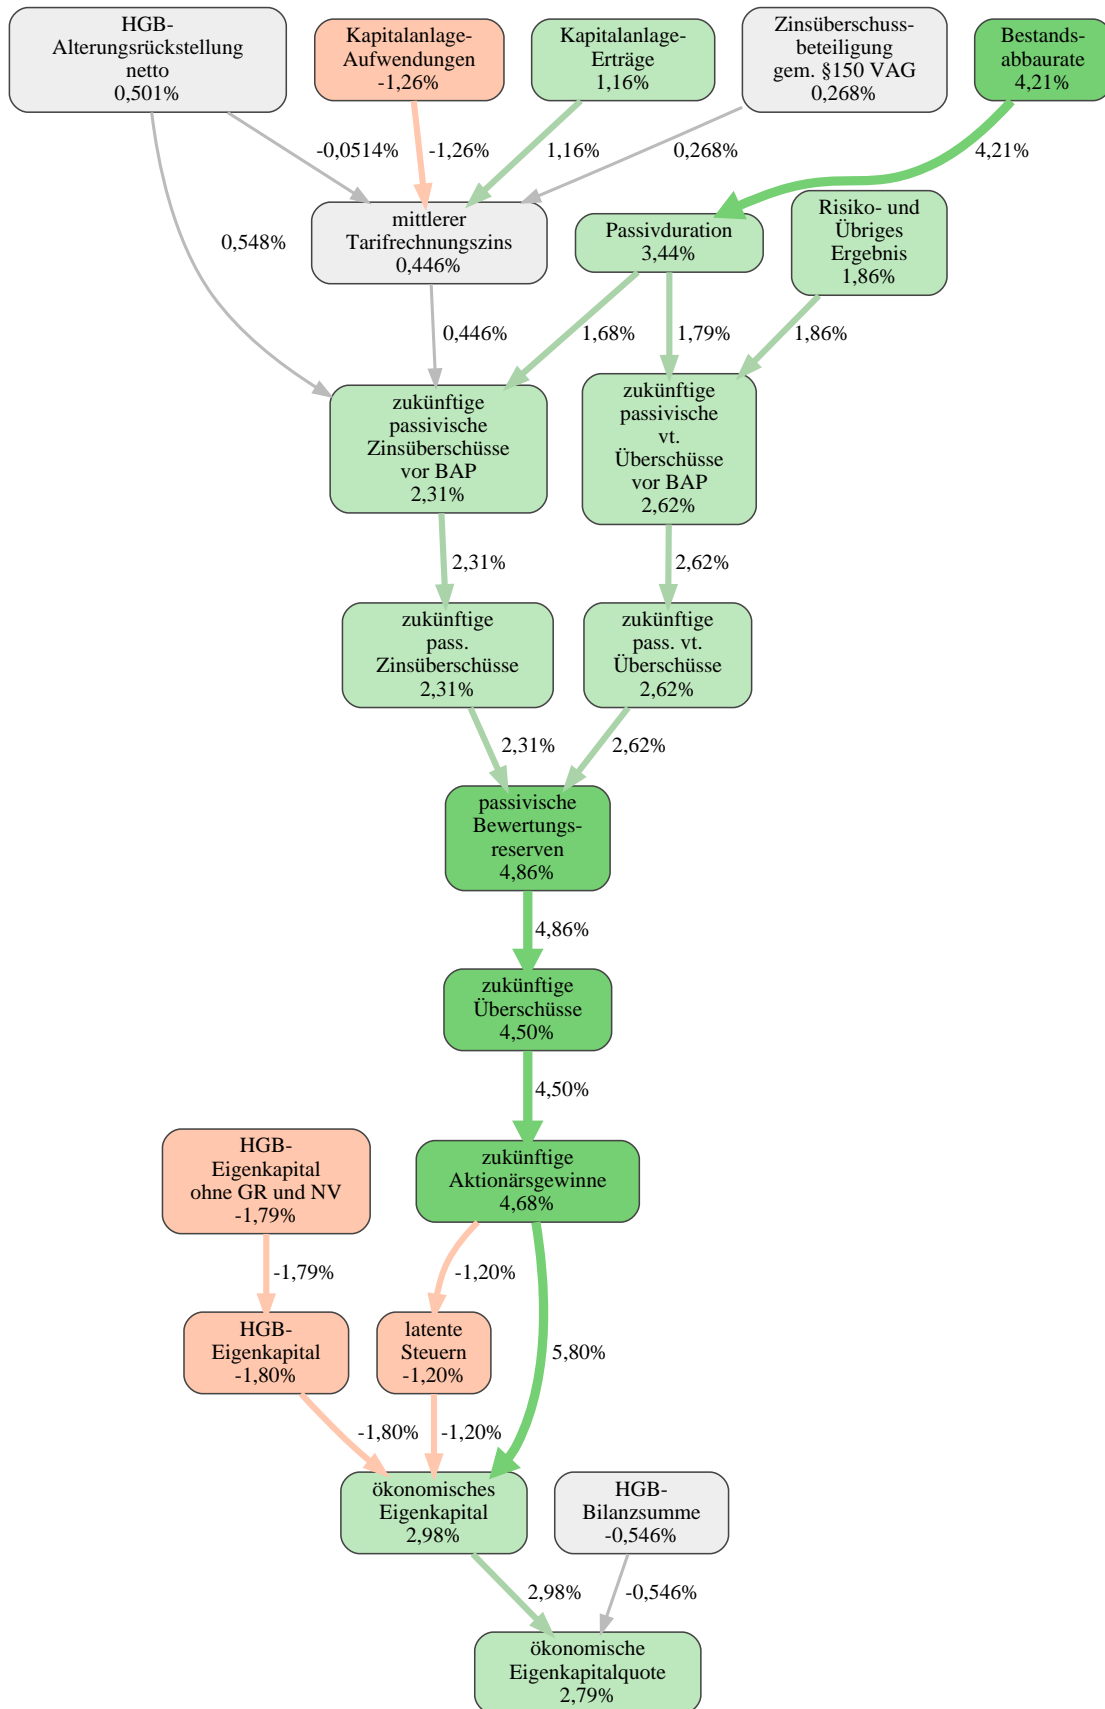 HGB-
Alterungsrückstellung
netto
0,501%
Kapitalanlage-
Aufwendungen
-1,26%
Kapitalanlage-
Erträge
1,16%
Zinsüberschuss-
beteiligung
gem. §150 VAG
0,268%
Bestands-
abbaurate
4,21%
-0,0514%
-1,26%
1,16%
0,268%
4,21%
0,548%
mittlerer
Tarifrechnungszins
0,446%
Passivduration
3,44%
Risiko- und
Übriges
Ergebnis
1,86%
0,446%
1,68%
1,79%
1,86%
zukünftige
passivische
Zinsüberschüsse
vor BAP
2,31%
zukünftige
passivische
vt.
Überschüsse
vor BAP
2,62%
2,31%
2,62%
zukünftige
pass.
Zinsüberschüsse
2,31%
zukünftige
pass. vt.
Überschüsse
2,62%
2,31%
2,62%
passivische
Bewertungs-
reserven
4,86%
4,86%
zukünftige
Überschüsse
4,50%
4,50%
HGB-
Eigenkapital
ohne GR und NV
-1,79%
zukünftige
Aktionärsgewinne
4,68%
-1,79%
-1,20%
5,80%
HGB-
Eigenkapital
-1,80%
latente
Steuern
-1,20%
-1,80%
-1,20%
ökonomisches
Eigenkapital
2,98%
HGB-
Bilanzsumme
-0,546%
2,98%
-0,546%
ökonomische
Eigenkapitalquote
2,79%